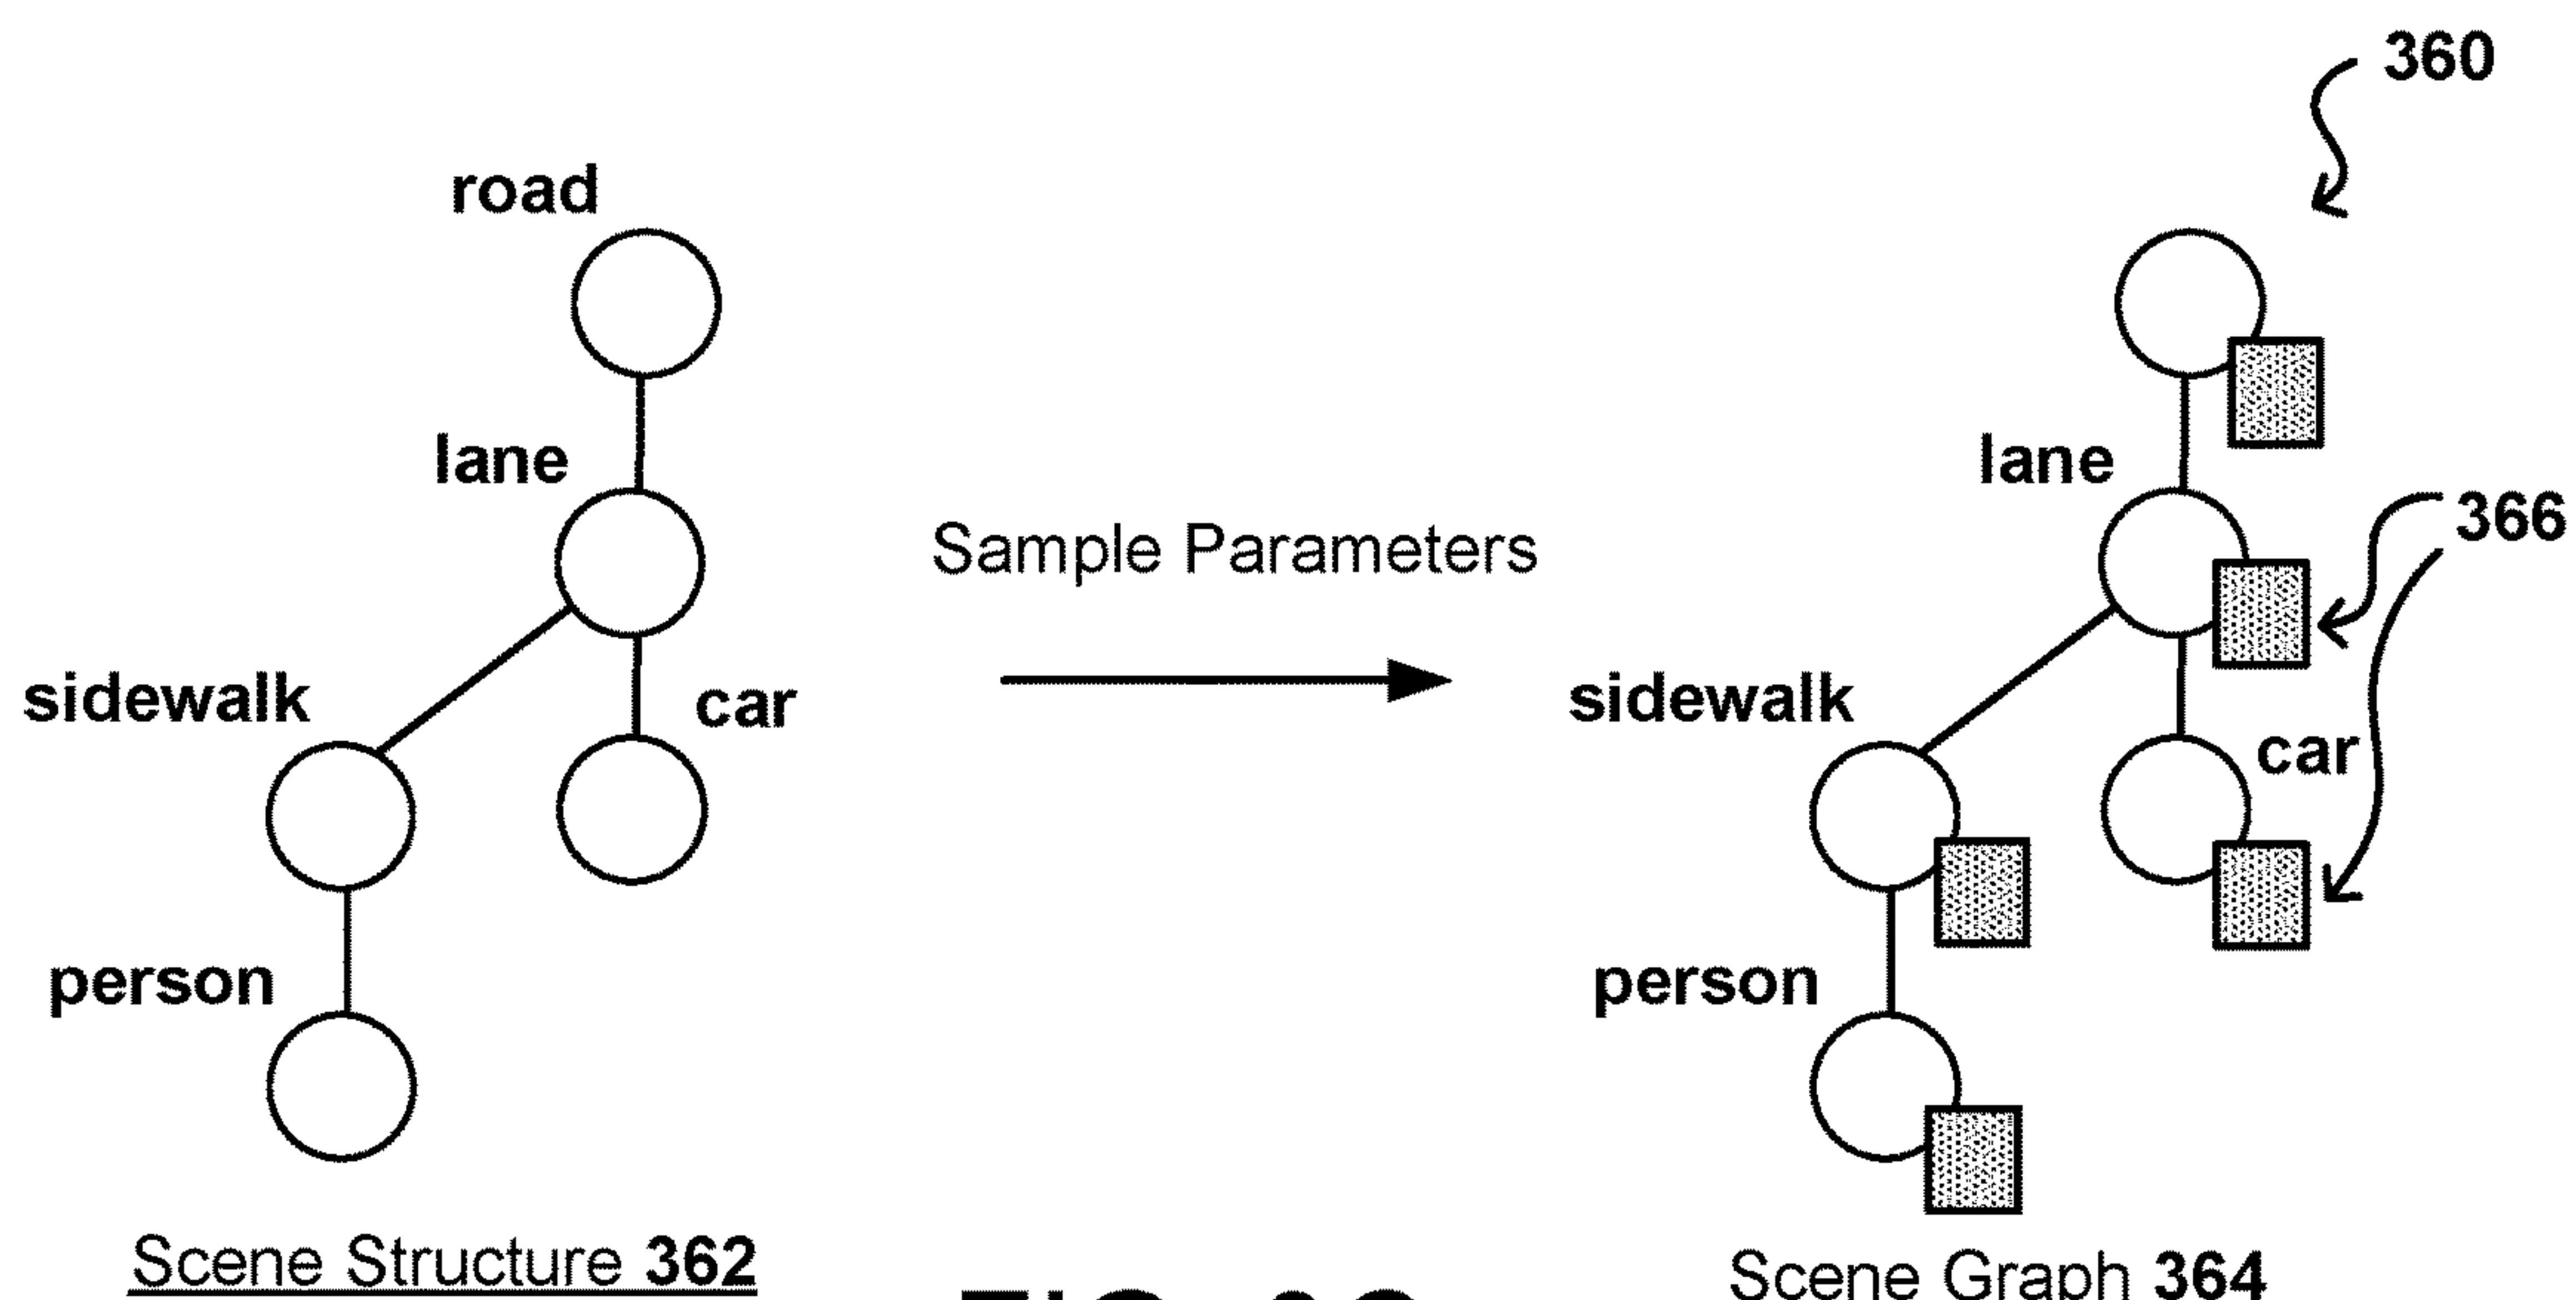 360
road
lane
lane
366
Sample Parameters
sidewalk
car
sidewalk
car
person
person
Scene Structure 362
Scene Graph 364